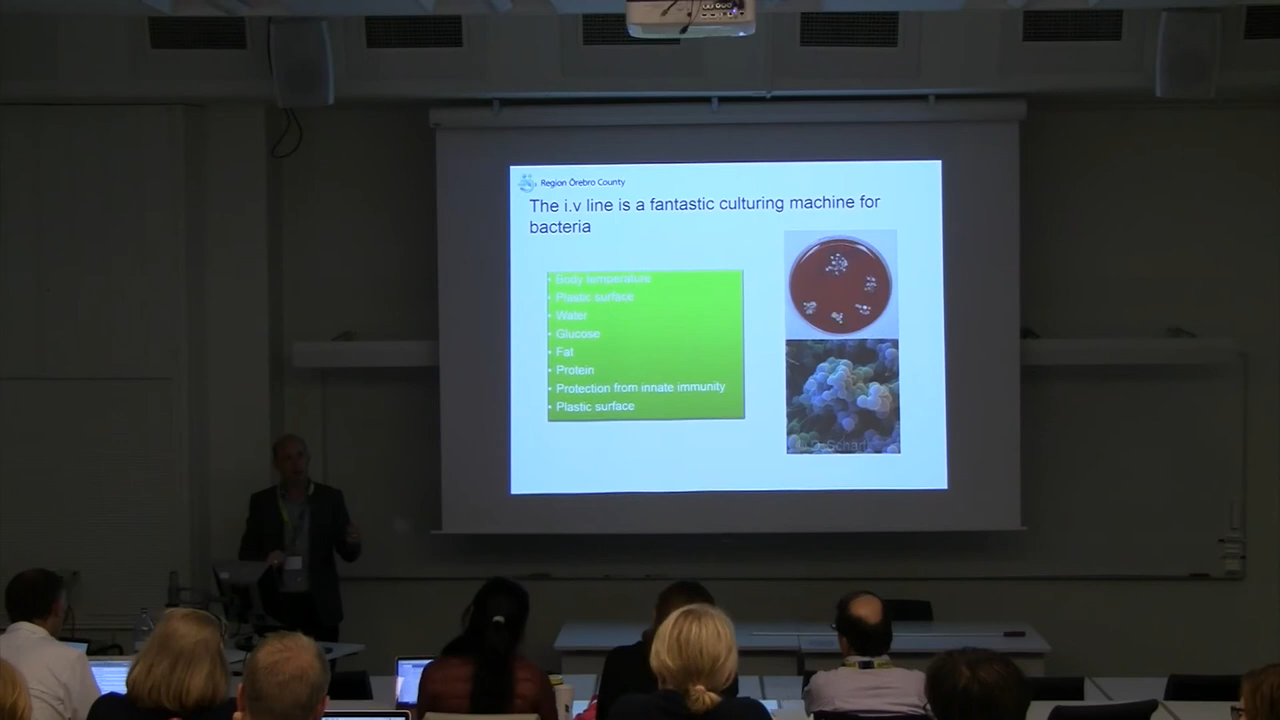 Region Örebro County
The i.v line is a fantastic culturing machine for
bacteria
• Body temperature
• Plastic surface
• Water
• Glucose
• Fat
• Protein
• Protection from innate immunity
• Plastic surface